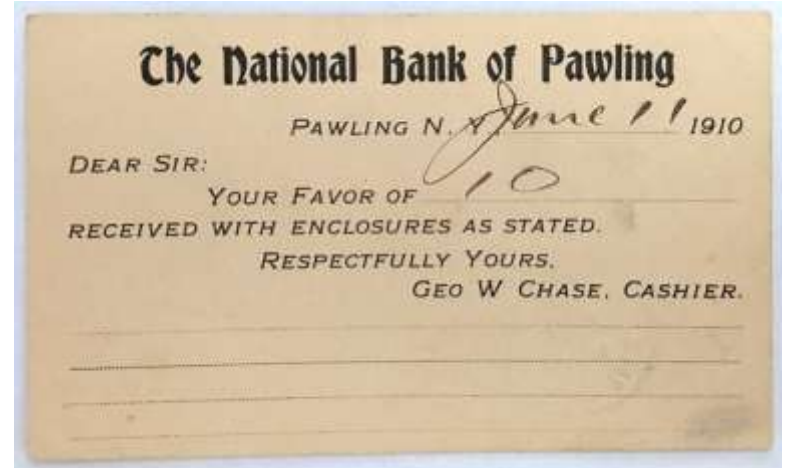 The National Bank of Pawling
PAWLING N. Y. June 11 1910
DEAR SIR:
YOUR FAVOR OF 10
RECEIVED WITH ENCLOSURES AS STATED.
RESPECTFULLY YOURS,
GEO W CHASE, CASHIER.